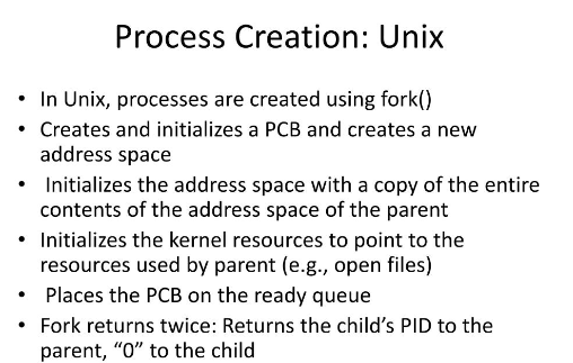 Process Creation: Unix
• In Unix, processes are created using fork()
• Creates and initializes a PCB and creates a new
address space
• Initializes the address space with a copy of the entire
contents of the address space of the parent
• Initializes the kernel resources to point to the
resources used by parent (e.g., open files)
• Places the PCB on the ready queue
• Fork returns twice: Returns the child’s PID to the
parent, “0” to the child